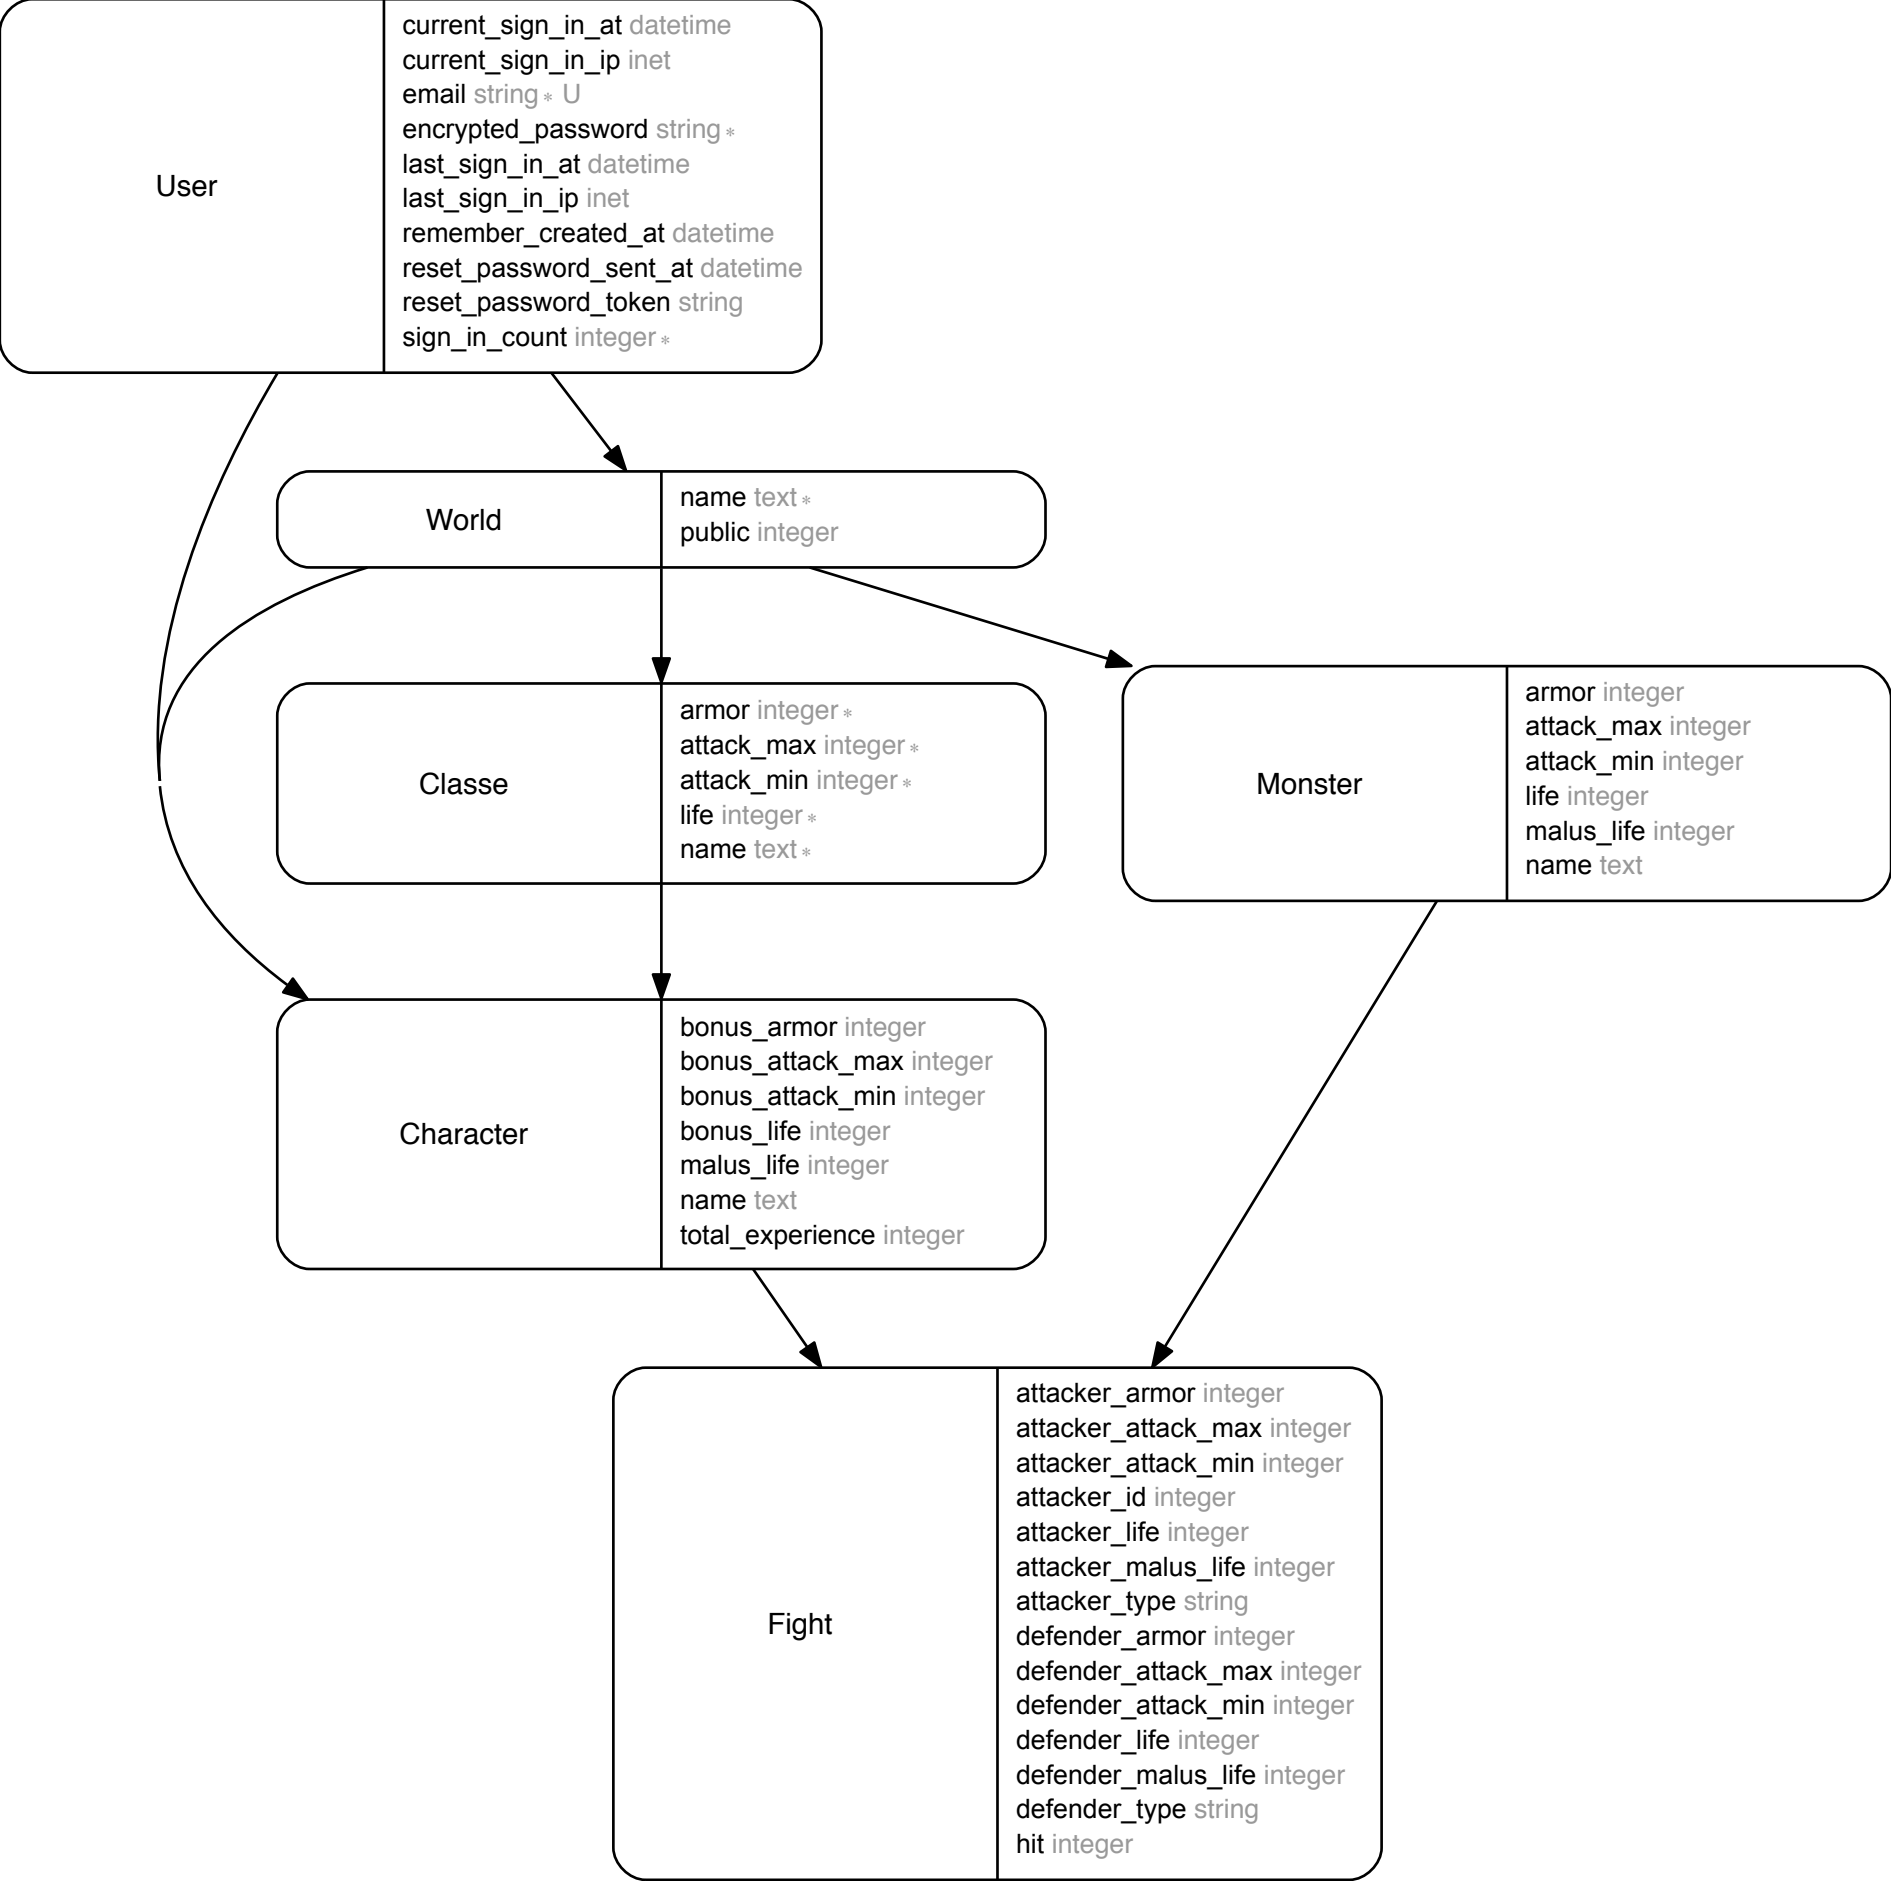 User
current_sign_in_at datetime
current_sign_in_ip inet
email string * U
encrypted_password string *
last_sign_in_at datetime
last_sign_in_ip inet
remember_created_at datetime
reset_password_sent_at datetime
reset_password_token string
sign_in_count integer *
World
name text *
public integer
Classe
armor integer *
attack_max integer *
attack_min integer *
life integer *
name text *
Monster
armor integer
attack_max integer
attack_min integer
life integer
malus_life integer
name text
Character
bonus_armor integer
bonus_attack_max integer
bonus_attack_min integer
bonus_life integer
malus_life integer
name text
total_experience integer
Fight
attacker_armor integer
attacker_attack_max integer
attacker_attack_min integer
attacker_id integer
attacker_life integer
attacker_malus_life integer
attacker_type string
defender_armor integer
defender_attack_max integer
defender_attack_min integer
defender_life integer
defender_malus_life integer
defender_type string
hit integer